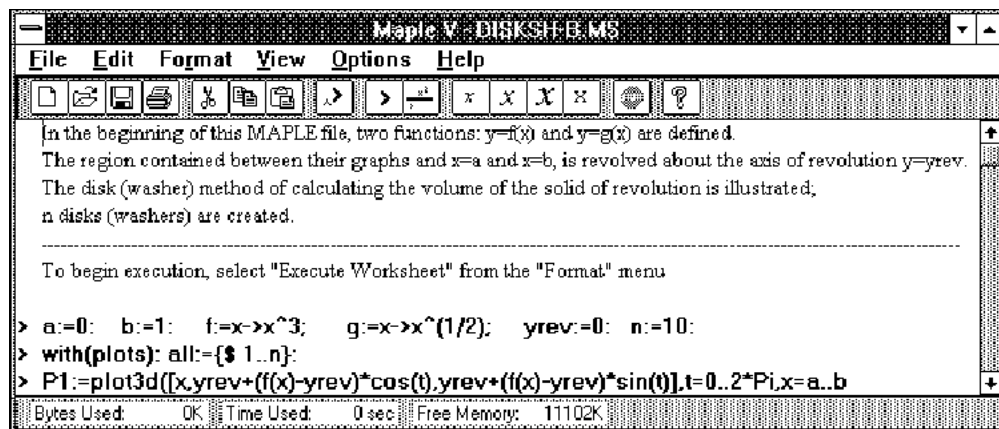 Maple V - DISKSH-B.MS
File Edit Format View Options Help
In the beginning of this MAPLE file, two functions: y=f(x) and y=g(x) are defined.
The region contained between their graphs and x=a and x=b, is revolved about the axis of revolution y=yrev.
The disk (washer) method of calculating the volume of the solid of revolution is illustrated;
n disks (washers) are created.
To begin execution, select "Execute Worksheet" from the "Format" menu
> a:=0: b:=1: f:=x->x^3; g:=x->x^(1/2); yrev:=0: n:=10:
> with(plots): all:={$ 1..n}:
> P1:=plot3d([x,yrev+(f(x)-yrev)*cos(t),yrev+(f(x)-yrev)*sin(t)],t=0..2*Pi,x=a..b
Bytes Used: 0K Time Used: 0 sec Free Memory: 11102K